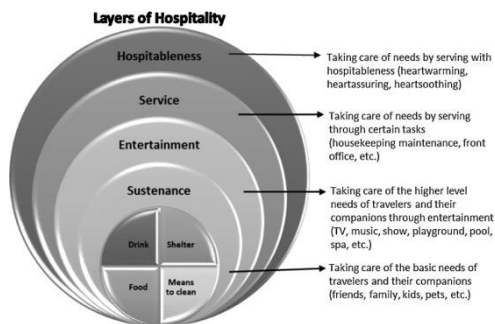 Layers of Hospitality
Hospitableness
Service
Entertainment
Sustenance
Drink
Shelter
Food
Means
to clean
Taking care of needs by serving with
hospitableness (heartwarming,
heartassuring, heartsoothing)
Taking care of needs by serving
through certain tasks
(housekeeping maintenance, front
office, etc.)
Taking care of the higher level
needs of travelers and their
companions through entertainment
(TV, music, show, playground, pool,
spa, etc.)
Taking care of the basic needs of
travelers and their companions
(friends, family, kids, pets, etc.)